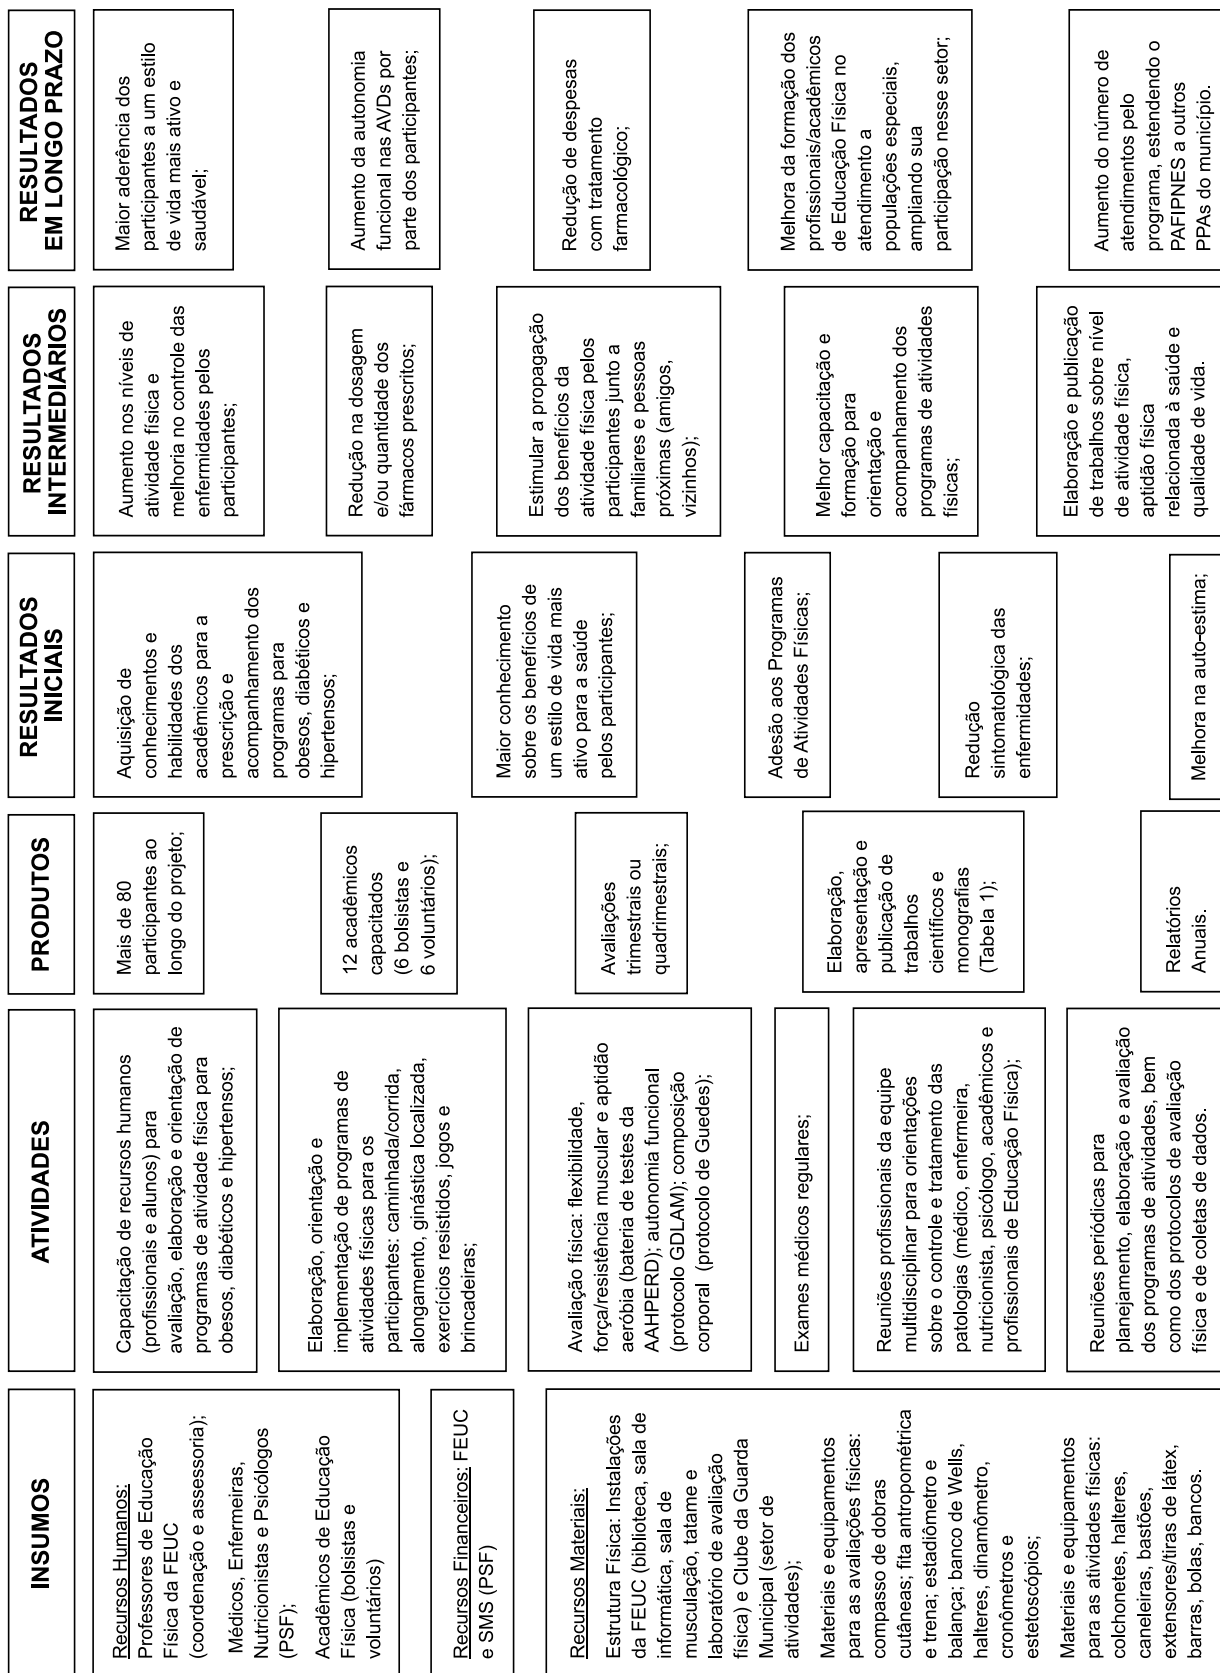 INSUMOS
Recursos Humanos:
Professores de Educação
Física da FEUC
(coordenação e assessoria);
Médicos, Enfermeiras,
Nutricionistas e Psicólogos
(PSF);
Acadêmicos de Educação
Física (bolsistas e
voluntários)
Recursos Financeiros: FEUC
e SMS (PSF)
Recursos Materiais:
Estrutura Física: Instalações
da FEUC (biblioteca, sala de
informática, sala de
musculação, tatame e
laboratório de avaliação
física) e Clube da Guarda
Municipal (setor de
atividades);
Materiais e equipamentos
para as avaliações físicas:
compasso de dobras
cutâneas; fita antropométrica
e trena; estadiômetro e
balança; banco de Wells,
halteres, dinamômetro,
cronômetros e
estetoscópios;
Materiais e equipamentos
para as atividades físicas:
colchonetes, halteres,
caneleiras, bastões,
extensores/tiras de látex,
barras, bolas, bancos.
ATIVIDADES
Capacitação de recursos humanos
(profissionais e alunos) para
avaliação, elaboração e orientação de
programas de atividade física para
obesos, diabéticos e hipertensos;
Elaboração, orientação e
implementação de programas de
atividades físicas para os
participantes: caminhada/corrida,
alongamento, ginástica localizada,
exercícios resistidos, jogos e
brincadeiras;
Avaliação física: flexibilidade,
força/resistência muscular e aptidão
aeróbia (bateria de testes da
AAHPERD); autonomia funcional
(protocolo GDLAM); composição
corporal (protocolo de Guedes);
Exames médicos regulares;
Reuniões profissionais da equipe
multidisciplinar para orientações
sobre o controle e tratamento das
patologias (médico, enfermeira,
nutricionista, psicólogo, acadêmicos e
profissionais de Educação Física);
Reuniões periódicas para
planejamento, elaboração e avaliação
dos programas de atividades, bem
como dos protocolos de avaliação
física e de coletas de dados.
PRODUTOS
Mais de 80
participantes ao
longo do projeto;
12 acadêmicos
capacitados
(6 bolsistas e
6 voluntários);
Avaliações
trimestrais ou
quadrimestrais;
Elaboração,
apresentação e
publicação de
trabalhos
científicos e
monografias
(Tabela 1);
Relatórios
Anuais.
RESULTADOS
INICIAIS
Aquisição de
conhecimentos e
habilidades dos
acadêmicos para a
prescrição e
acompanhamento dos
programas para
obesos, diabéticos e
hipertensos;
Maior conhecimento
sobre os benefícios de
um estilo de vida mais
ativo para a saúde
pelos participantes;
Adesão aos Programas
de Atividades Físicas;
Redução
sintomatológica das
enfermidades;
Melhora na auto-estima;
RESULTADOS
INTERMEDIÁRIOS
Aumento nos níveis de
atividade física e
melhoria no controle das
enfermidades pelos
participantes;
Redução na dosagem
e/ou quantidade dos
fármacos prescritos;
Estimular a propagação
dos benefícios da
atividade física pelos
participantes junto a
familiares e pessoas
próximas (amigos,
vizinhos);
Melhor capacitação e
formação para
orientação e
acompanhamento dos
programas de atividades
físicas;
Elaboração e publicação
de trabalhos sobre nível
de atividade física,
aptidão física
relacionada à saúde e
qualidade de vida.
RESULTADOS
EM LONGO PRAZO
Maior aderência dos
participantes a um estilo
de vida mais ativo e
saudável;
Aumento da autonomia
funcional nas AVDs por
parte dos participantes;
Redução de despesas
com tratamento
farmacológico;
Melhora da formação dos
profissionais/acadêmicos
de Educação Física no
atendimento a
populações especiais,
ampliando sua
participação nesse setor;
Aumento do número de
atendimentos pelo
programa, estendendo o
PAFIPNES a outros
PPAs do município.